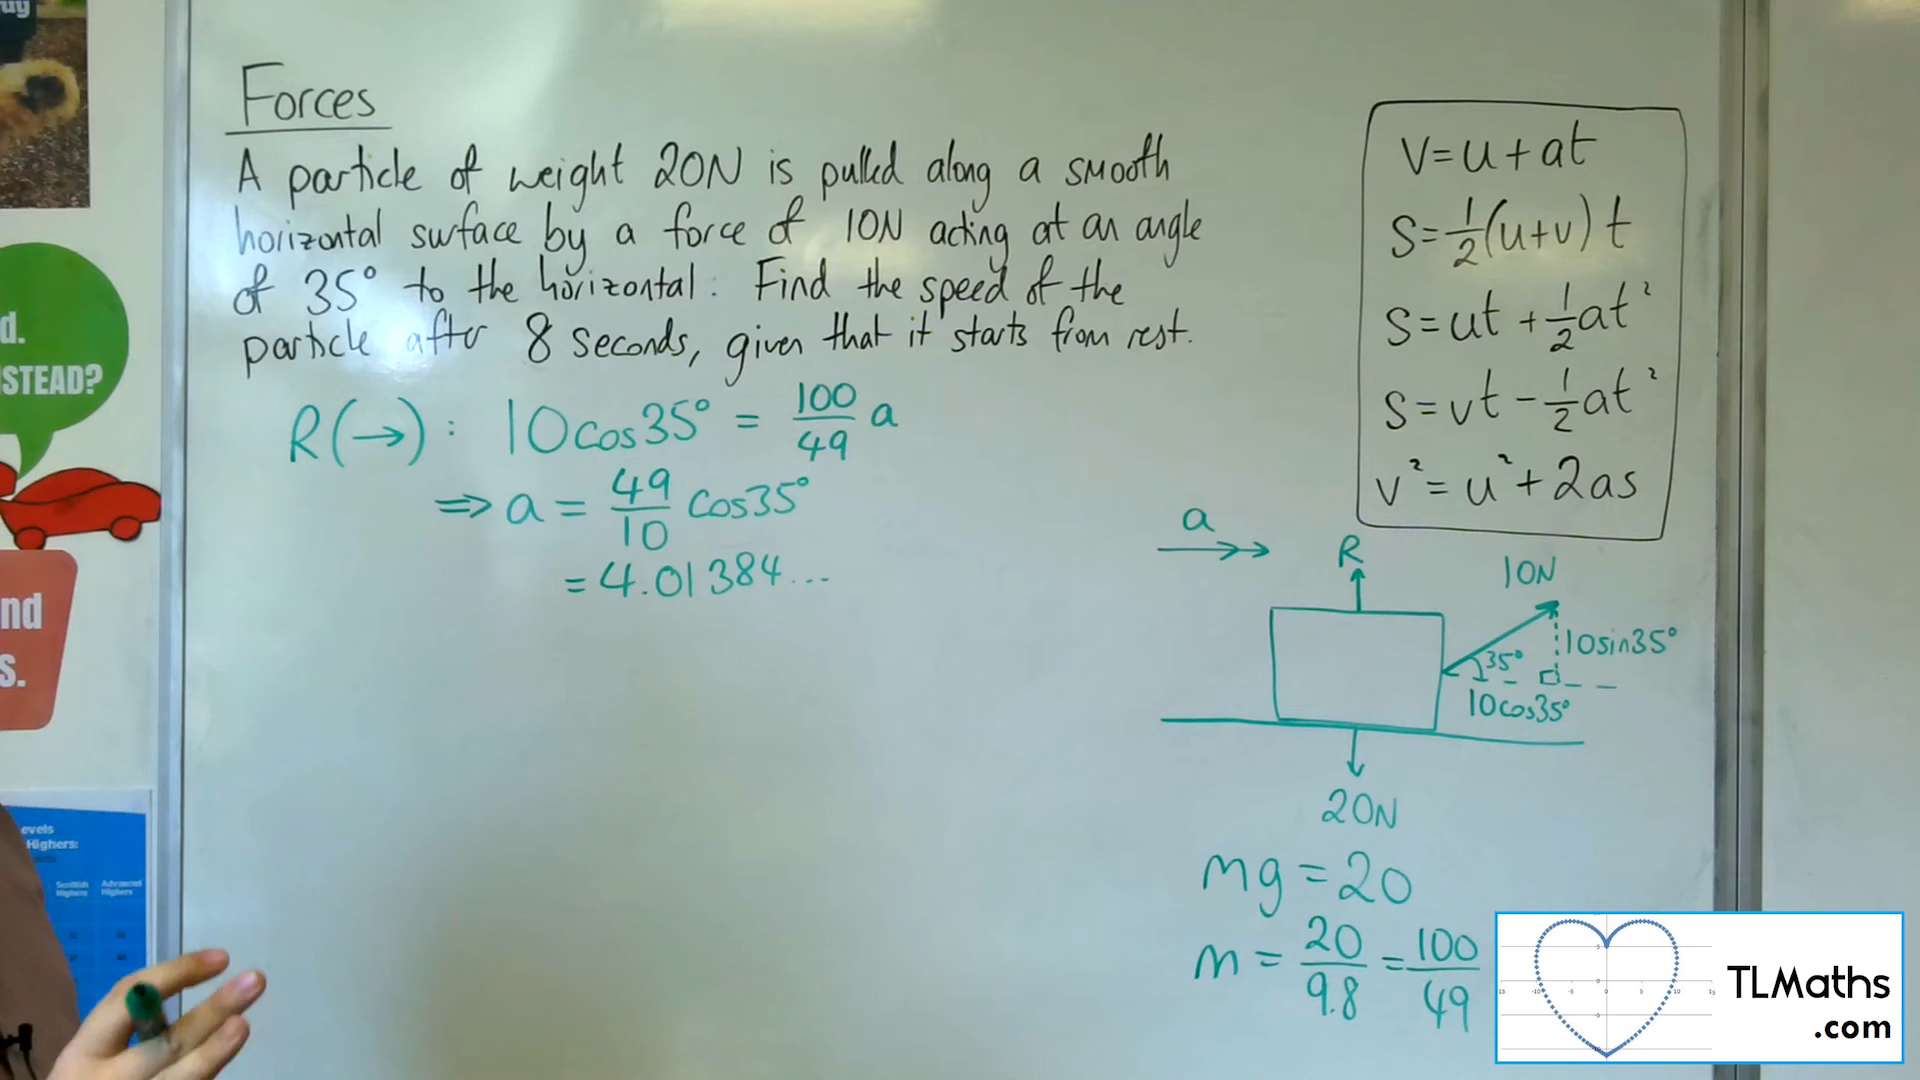 Forces
A particle of weight 20N is pulled along a smooth
horizontal surface by a force of 10N acting at an angle
of 35° to the horizontal. Find the speed of the
particle after 8 seconds, given that it starts from rest.
R(→): 10cos35° = 100/49 a
⇒ a = 49/10 cos35°
= 4.01384...
v = u + at
s = 1/2(u+v)t
s = ut + 1/2at²
s = vt - 1/2at²
v² = u² + 2as
a
R
10N
10sin35°
35°
10cos35°
20N
mg = 20
m = 20/9.8 = 100/49
d.
STEAD?
nd
s.
evels
Highers:
Scottish Highers
Advanced Highers
TLMaths
.com